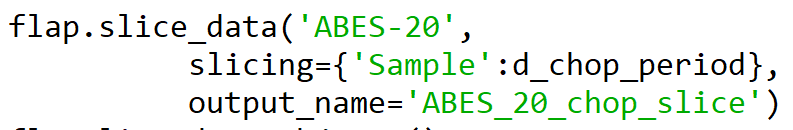 flap.slice_data('ABES-20',
slicing={'Sample':d_chop_period},
output_name='ABES_20_chop_slice')